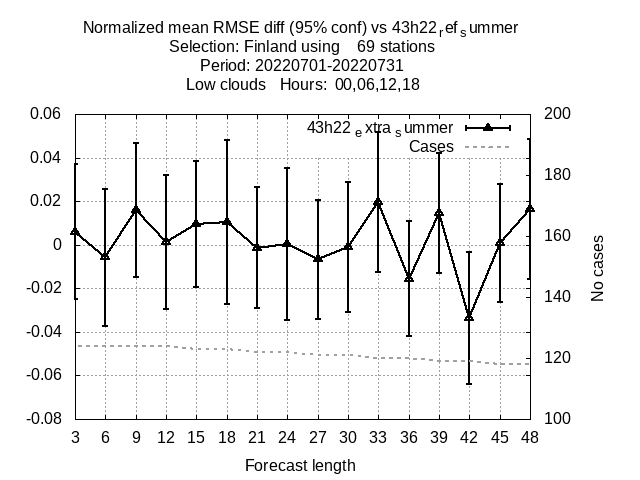 Normalized mean RMSE diff (95% conf) vs 43h22refsummer
Selection: Finland using 69 stations
Period: 20220701-20220731
Low clouds Hours: 00,06,12,18
43h22extrasummer
Cases
0.06
0.04
0.02
0
-0.02
-0.04
-0.06
-0.08
200
180
160
140
120
100
No cases
3 6 9 12 15 18 21 24 27 30 33 36 39 42 45 48
Forecast length